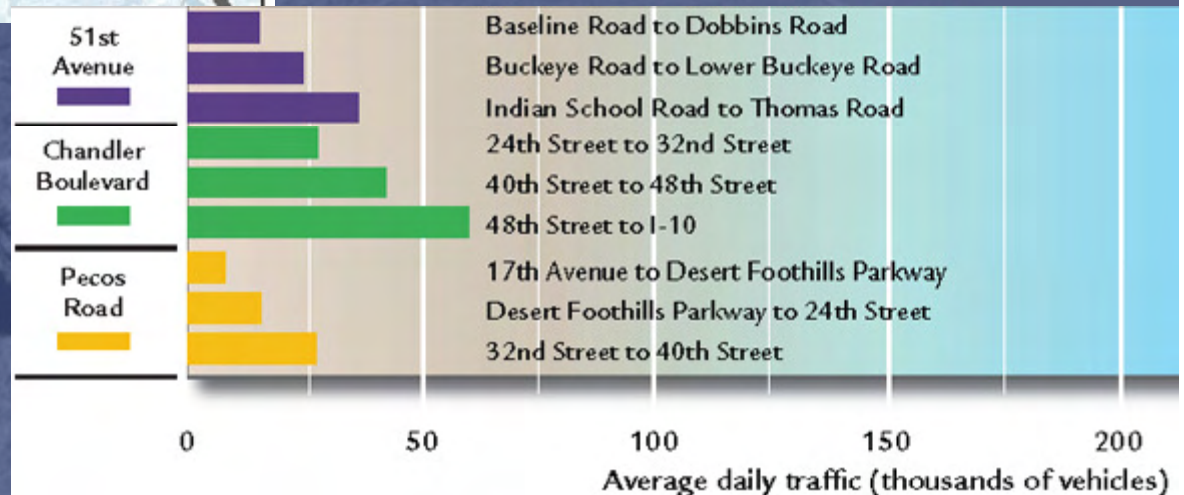 51st
Avenue
Baseline Road to Dobbins Road
Buckeye Road to Lower Buckeye Road
Indian School Road to Thomas Road
Chandler
Boulevard
24th Street to 32nd Street
40th Street to 48th Street
48th Street to I-10
Pecos
Road
17th Avenue to Desert Foothills Parkway
Desert Foothills Parkway to 24th Street
32nd Street to 40th Street
0 50 100 150 200
Average daily traffic (thousands of vehicles)